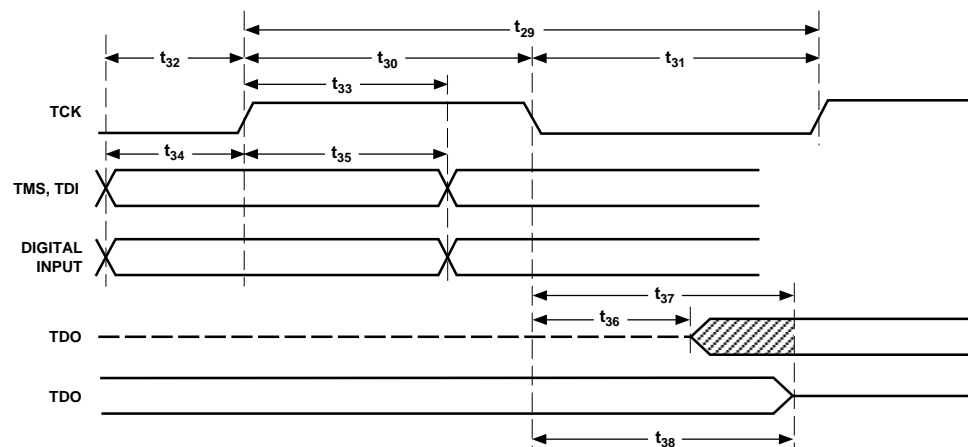 t29
t32
t30
t31
t33
TCK
t34
t35
TMS, TDI
DIGITAL
INPUT
t37
t36
TDO
TDO
t38